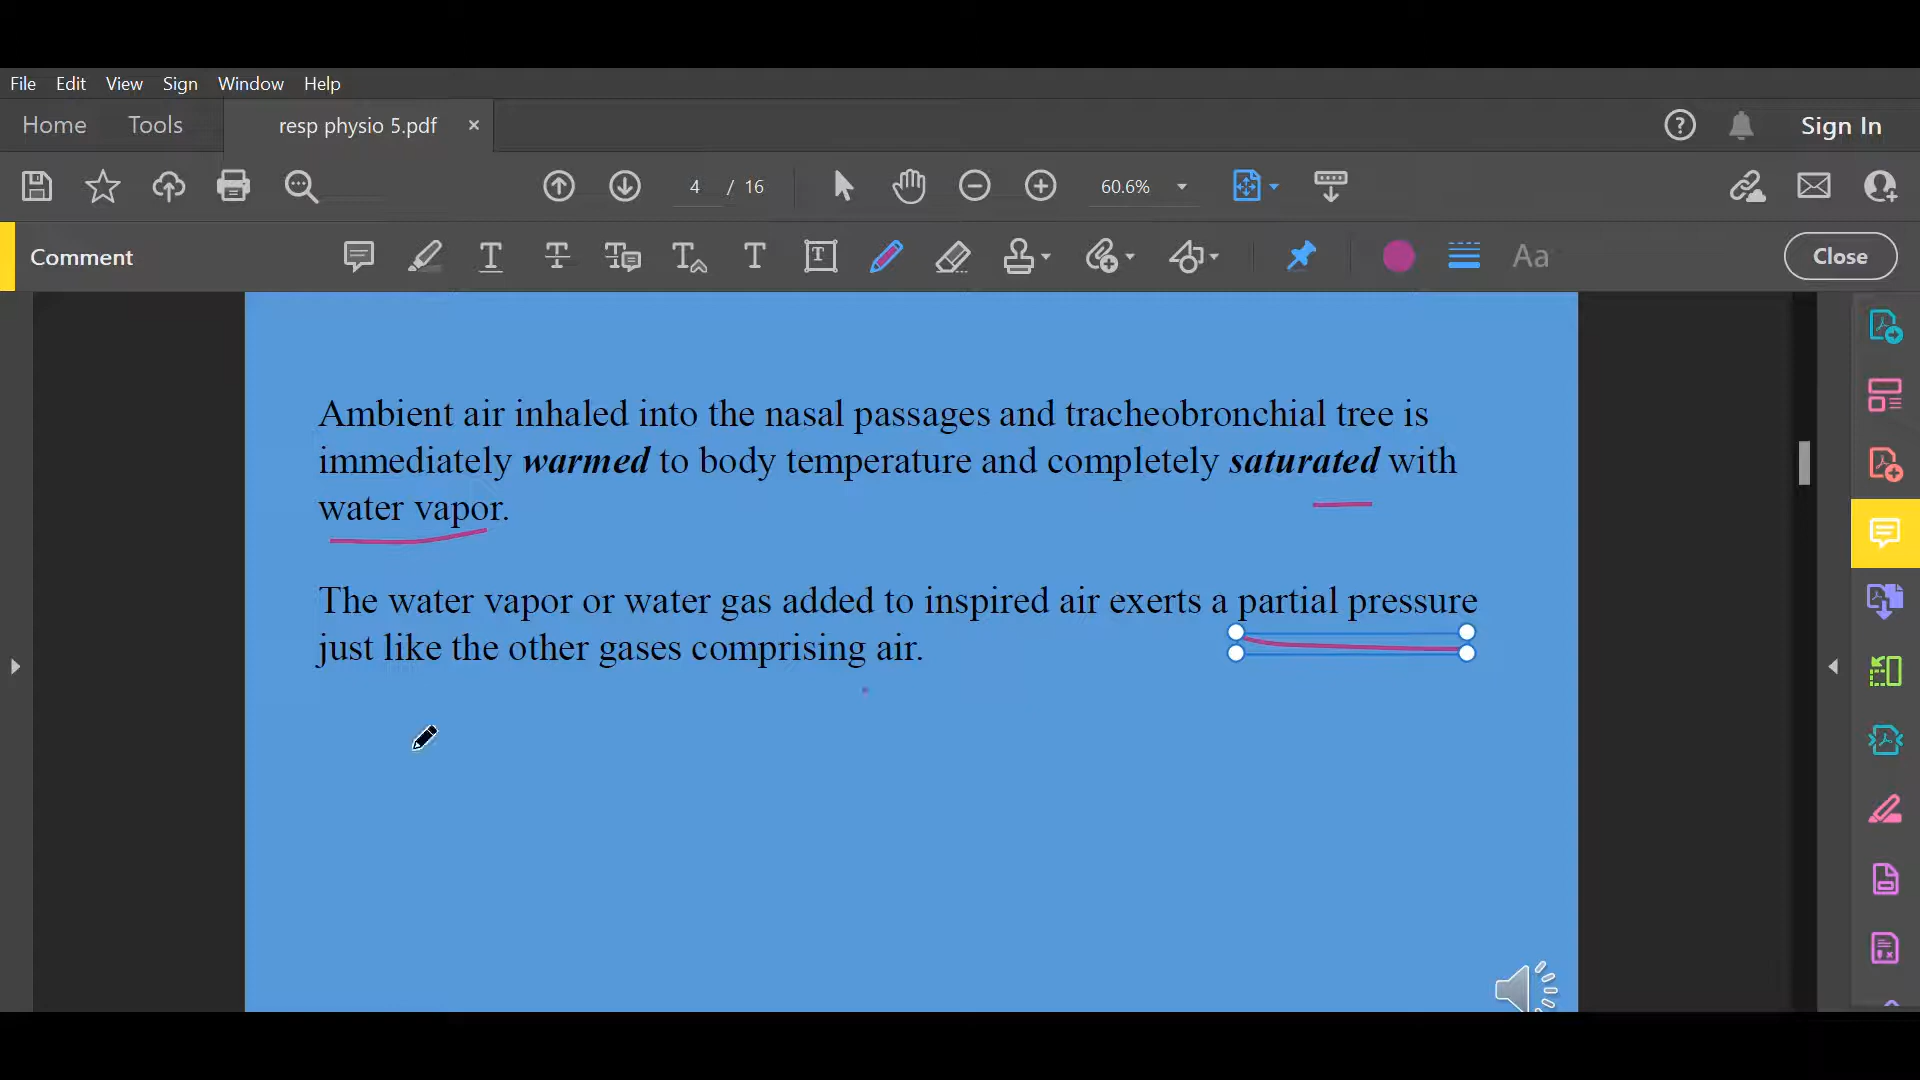 File Edit View Sign Window Help
Home Tools resp physio 5.pdf × Sign In
4 / 16 60.6%
Comment Aa Close
Ambient air inhaled into the nasal passages and tracheobronchial tree is
immediately warmed to body temperature and completely saturated with
water vapor.
The water vapor or water gas added to inspired air exerts a partial pressure
just like the other gases comprising air.